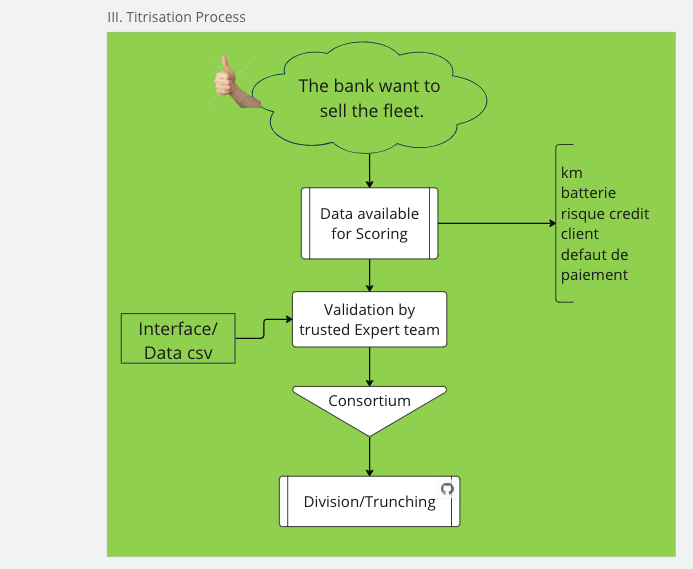 III. Titrisation Process
The bank want to
sell the fleet.
Data available
for Scoring
km
batterie
risque credit
client
defaut de
paiement
Validation by
trusted Expert team
Interface/
Data csv
Consortium
Division/Trunching